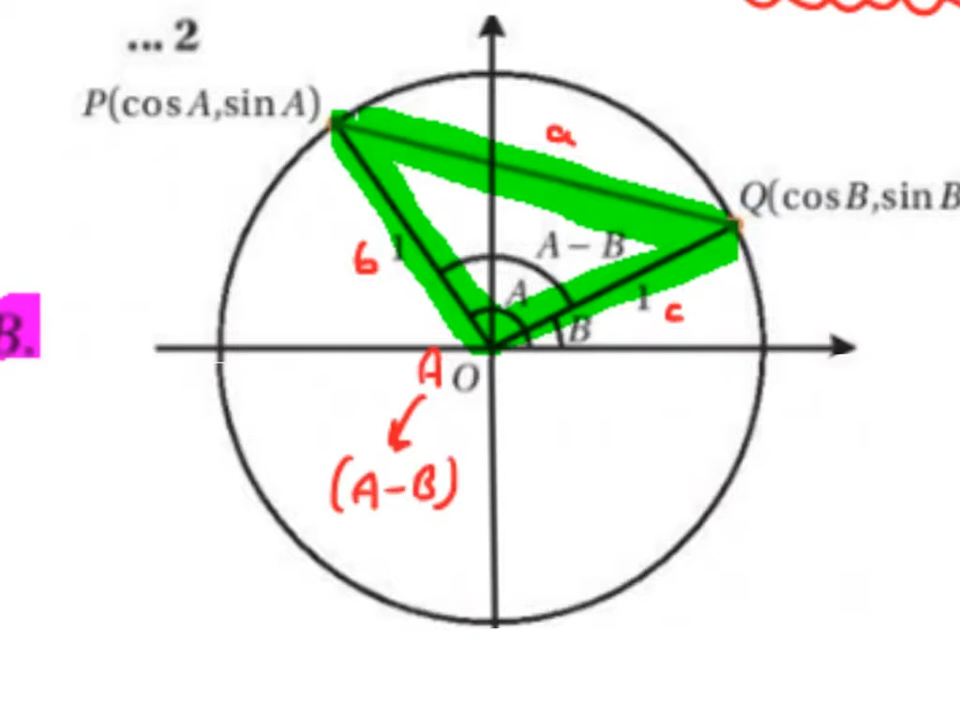 ... 2
P(cos A,sin A)
a
Q(cos B,sin B
A − B
b 1
A
1 c
B.
B
A O
(A-B)